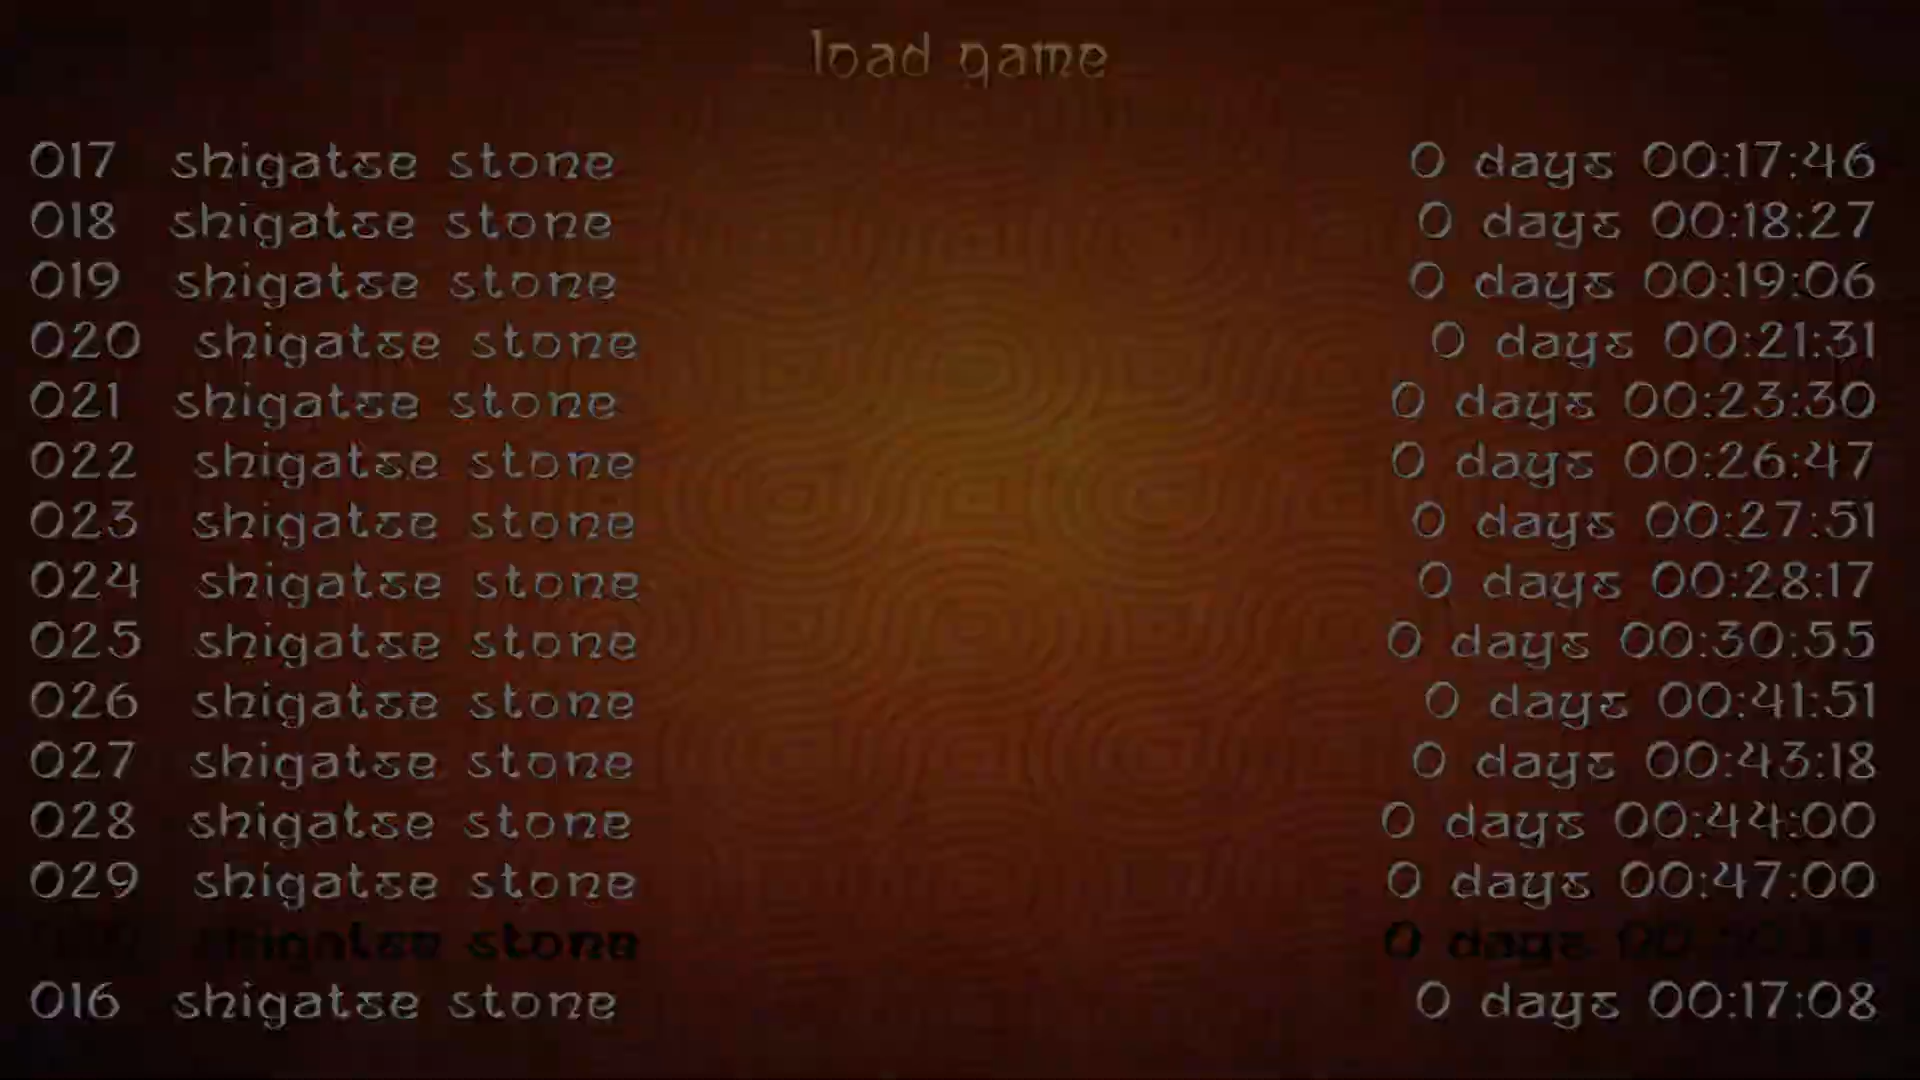 load game
017 shigatse stone 0 days 00:17:46
018 shigatse stone 0 days 00:18:27
019 shigatse stone 0 days 00:19:06
020 shigatse stone 0 days 00:21:31
021 shigatse stone 0 days 00:23:30
022 shigatse stone 0 days 00:26:47
023 shigatse stone 0 days 00:27:51
024 shigatse stone 0 days 00:28:17
025 shigatse stone 0 days 00:30:55
026 shigatse stone 0 days 00:41:51
027 shigatse stone 0 days 00:43:18
028 shigatse stone 0 days 00:44:00
029 shigatse stone 0 days 00:47:00
shigatse stone 0 days
016 shigatse stone 0 days 00:17:08